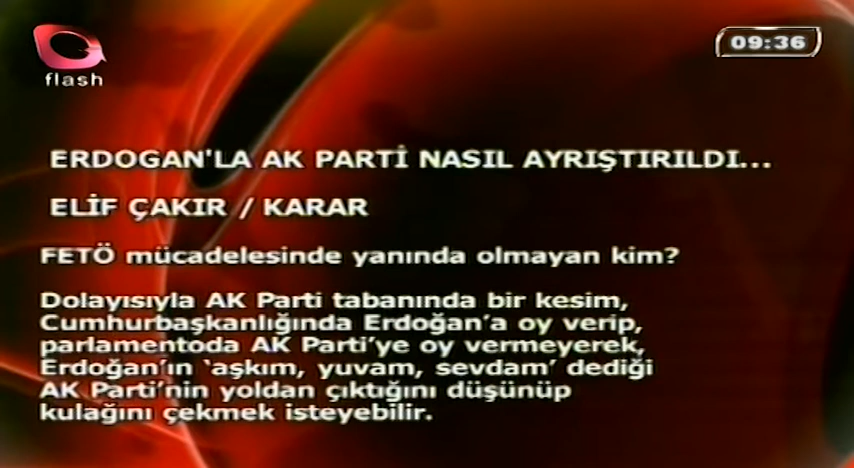 flash
09:36
ERDOGAN'LA AK PARTİ NASIL AYRIŞTIRILDI...
ELİF ÇAKIR / KARAR
FETÖ mücadelesinde yanında olmayan kim?
Dolayısıyla AK Parti tabanında bir kesim,
Cumhurbaşkanlığında Erdoğan'a oy verip,
parlamentoda AK Parti'ye oy vermeyerek,
Erdoğan'ın 'aşkım, yuvam, sevdam' dediği
AK Parti'nin yoldan çıktığını düşünüp
kulağını çekmek isteyebilir.